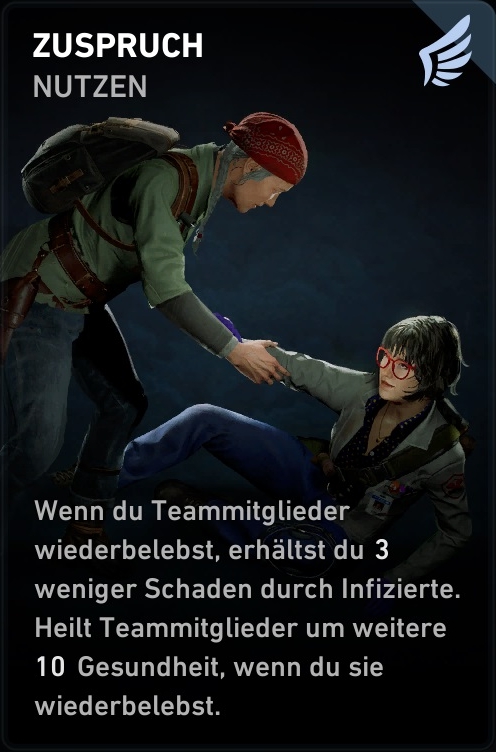 ZUSPRUCH
NUTZEN
Wenn du Teammitglieder
wiederbelebst, erhältst du 3
weniger Schaden durch Infizierte.
Heilt Teammitglieder um weitere
10 Gesundheit, wenn du sie
wiederbelebst.